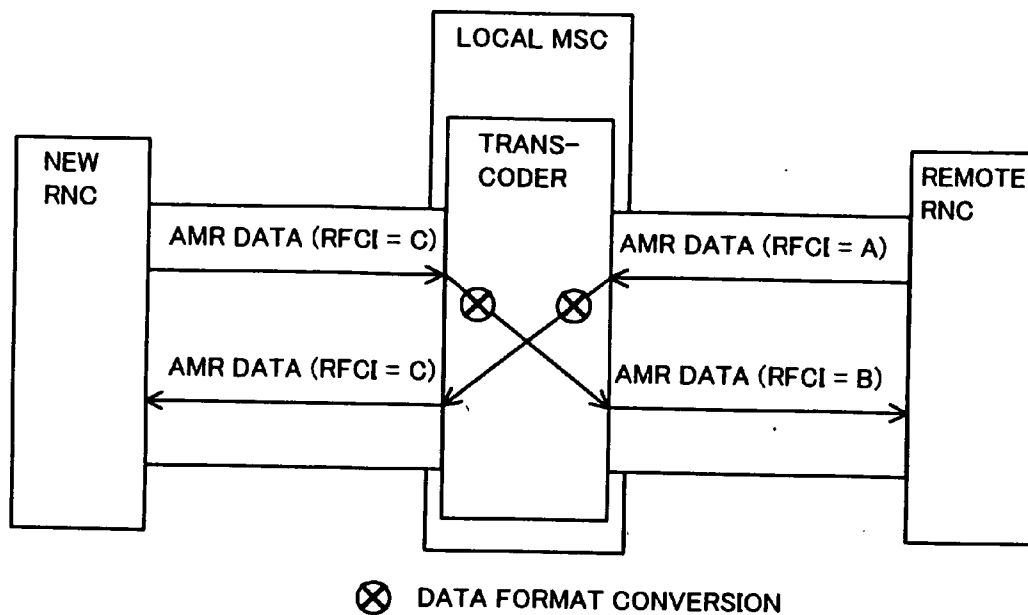 LOCAL MSC
NEW
RNC
TRANS-
CODER
REMOTE
RNC
AMR DATA (RFCI = C)
AMR DATA (RFCI = A)
AMR DATA (RFCI = C)
AMR DATA (RFCI = B)
DATA FORMAT CONVERSION